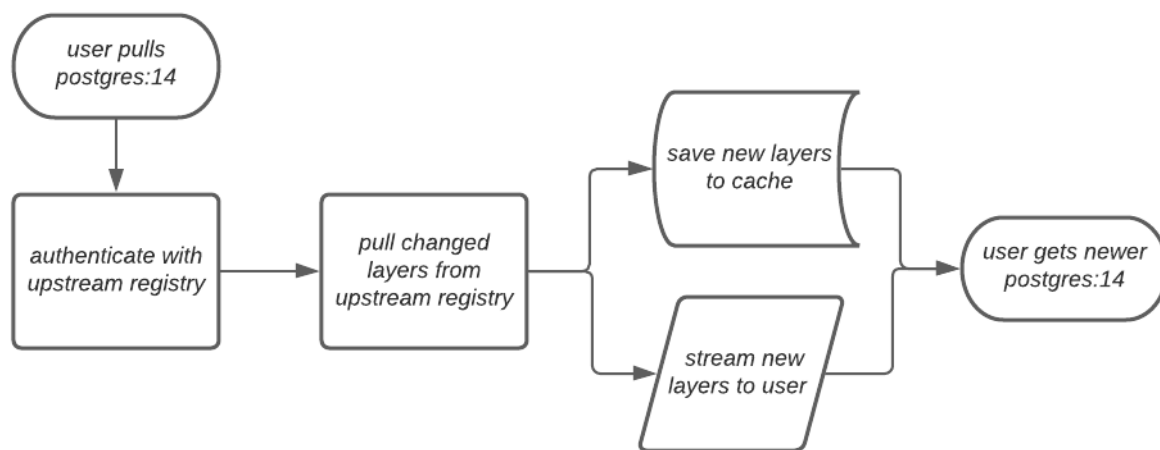 user pulls
postgres:14
authenticate with
upstream registry
pull changed
layers from
upstream registry
save new layers
to cache
stream new
layers to user
user gets newer
postgres:14